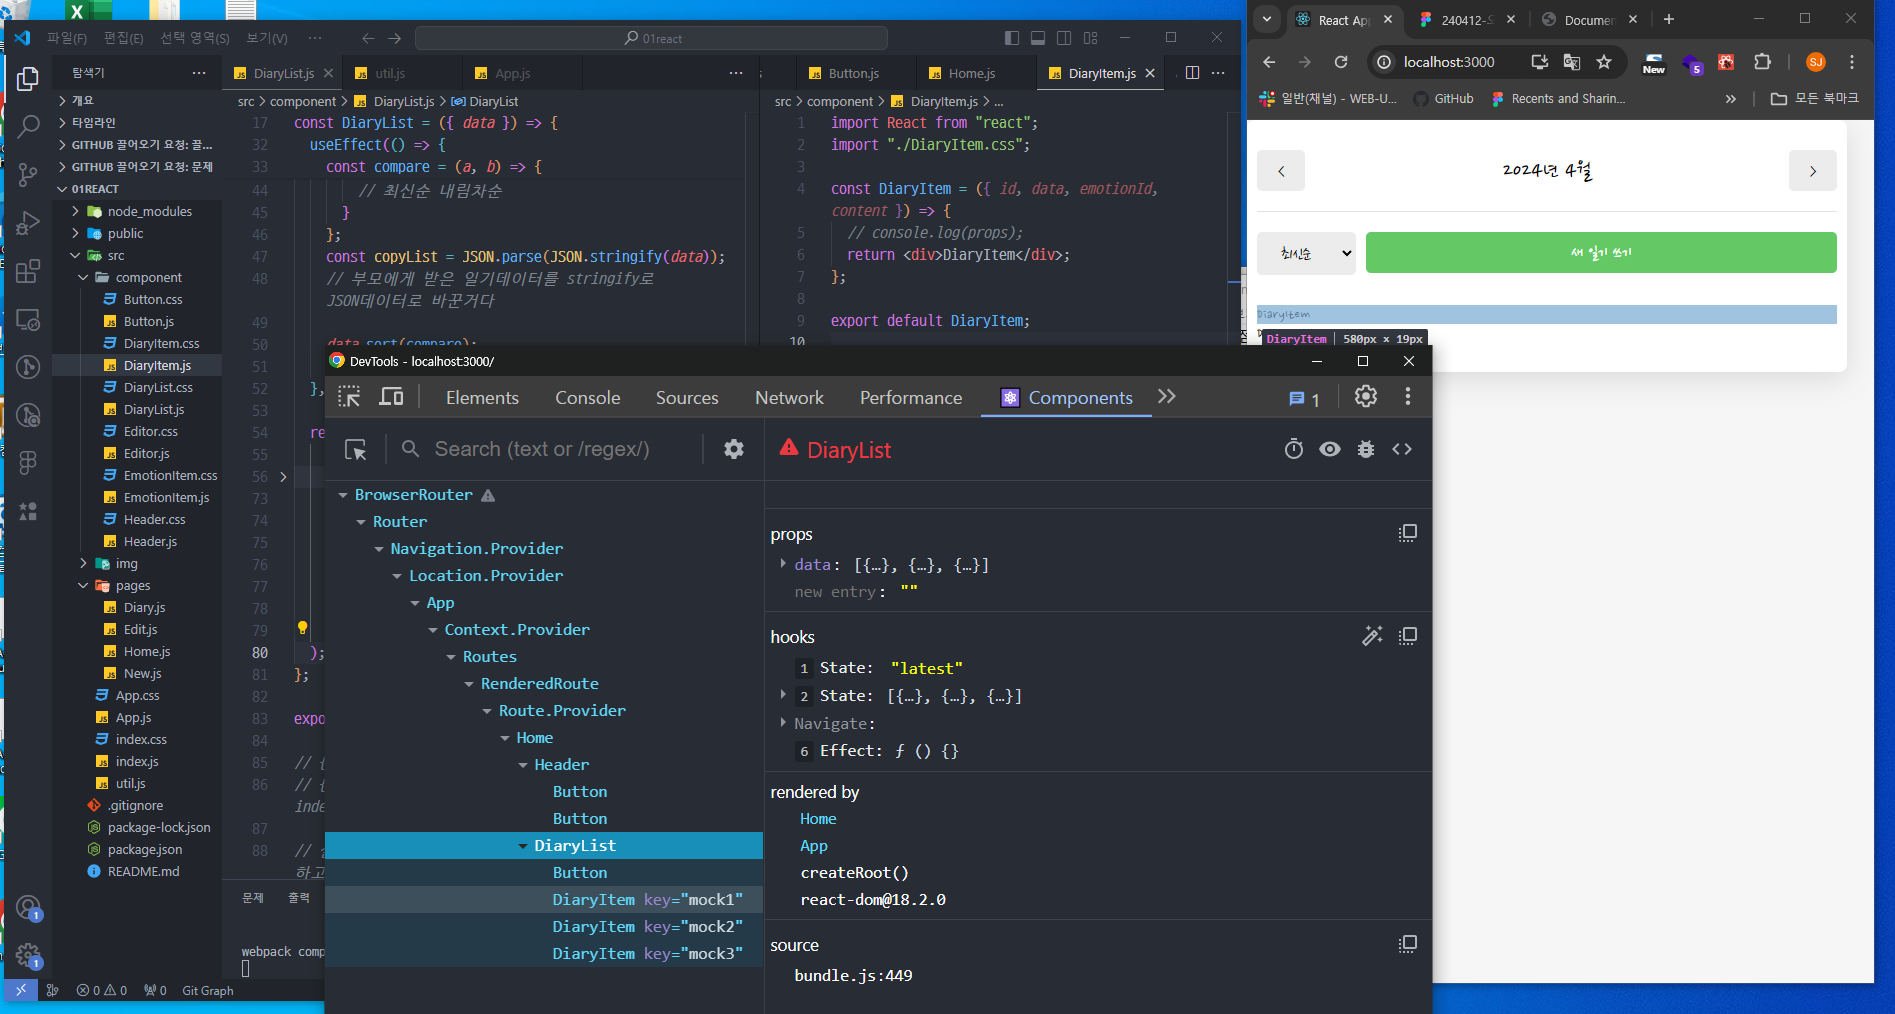 파일(F) 편집(E) 선택 영역(S) 보기(V) ··· 01react
탐색기 ···
개요
타임라인
GITHUB 끌어오기 요청: 끌...
GITHUB 끌어오기 요청: 문제
01REACT
node_modules
public
src
component
Button.css
Button.js
DiaryItem.css
DiaryItem.js
DiaryList.css
DiaryList.js
Editor.css
Editor.js
EmotionItem.css
EmotionItem.js
Header.css
Header.js
img
pages
Diary.js
Edit.js
Home.js
New.js
App.css
App.js
index.css
index.js
util.js
.gitignore
package-lock.json
package.json
README.md
1
1
0 0 0 Git Graph
DiaryList.js util.js App.js ···
src > component > DiaryList.js > DiaryList
17 const DiaryList = ({ data }) => {
32 useEffect(() => {
33 const compare = (a, b) => {
44 // 최신순 내림차순
45 }
46 };
47 const copyList = JSON.parse(JSON.stringify(data));
48 // 부모에게 받은 일기데이터를 stringify로
JSON데이터로 바꾼거다
49
50 data.sort(compare);
51
52 },
53
54 re
55
56
73
74
75
76
77
78
79
80 );
81 };
82
83 expo
84
85 //
86 //
inde
87
88 //
하고
문제 출력
webpack comp
Button.js Home.js DiaryItem.js ···
src > component > DiaryItem.js > ...
1 import React from "react";
2 import "./DiaryItem.css";
3
4 const DiaryItem = ({ id, data, emotionId,
content }) => {
5 // console.log(props);
6 return <div>DiaryItem</div>;
7 };
8
9 export default DiaryItem;
10
React Ap 240412-S Documen
localhost:3000 New 5 SJ
일반(채널) - WEB-U... GitHub Recents and Sharin... » 모든 북마크
< 2024년 4월 >
최신순 새 일기 쓰기
DiaryItem
DiaryItem | 580px × 19px
DevTools - localhost:3000/
Elements Console Sources Network Performance Components 1
Search (text or /regex/)
BrowserRouter
Router
Navigation.Provider
Location.Provider
App
Context.Provider
Routes
RenderedRoute
Route.Provider
Home
Header
Button
Button
DiaryList
Button
DiaryItem key="mock1"
DiaryItem key="mock2"
DiaryItem key="mock3"
DiaryList
props
data: [{…}, {…}, {…}]
new entry: ""
hooks
1 State: "latest"
2 State: [{…}, {…}, {…}]
Navigate:
6 Effect: ƒ () {}
rendered by
Home
App
createRoot()
react-dom@18.2.0
source
bundle.js:449